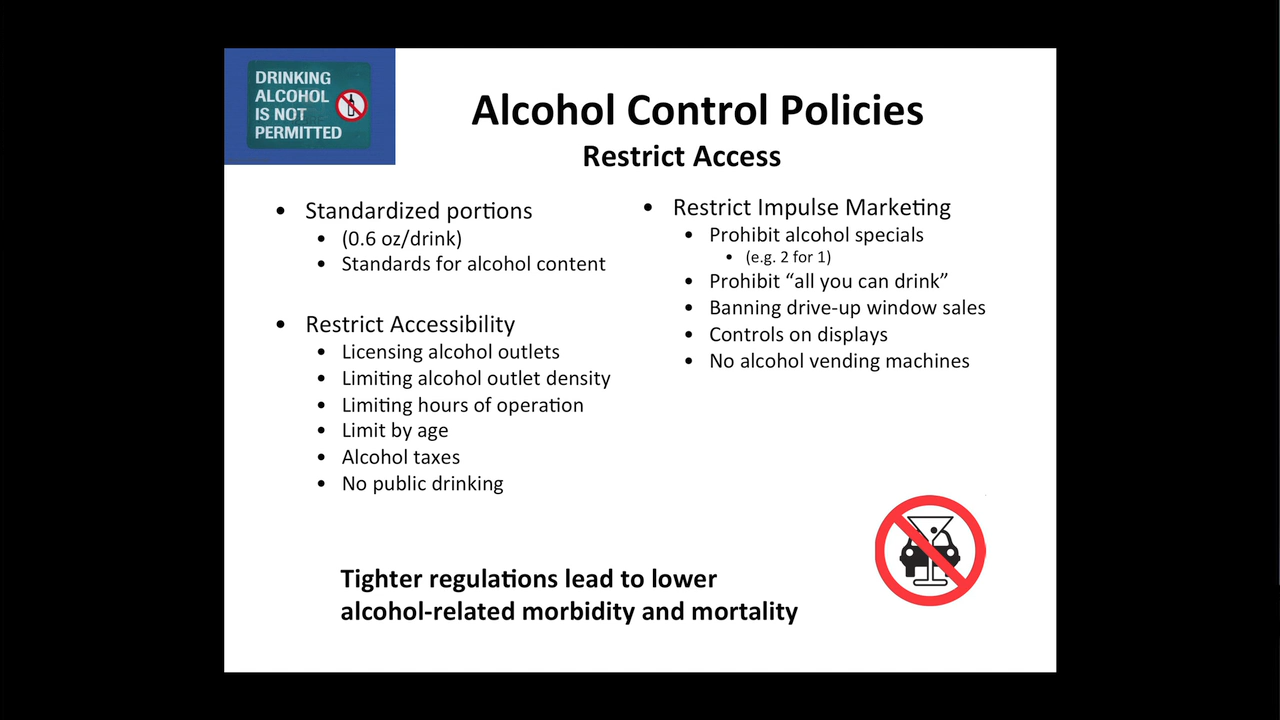 DRINKING
ALCOHOL
IS NOT
PERMITTED
Alcohol Control Policies
Restrict Access
• Standardized portions
• (0.6 oz/drink)
• Standards for alcohol content
• Restrict Accessibility
• Licensing alcohol outlets
• Limiting alcohol outlet density
• Limiting hours of operation
• Limit by age
• Alcohol taxes
• No public drinking
• Restrict Impulse Marketing
• Prohibit alcohol specials
• (e.g. 2 for 1)
• Prohibit “all you can drink”
• Banning drive-up window sales
• Controls on displays
• No alcohol vending machines
Tighter regulations lead to lower
alcohol-related morbidity and mortality